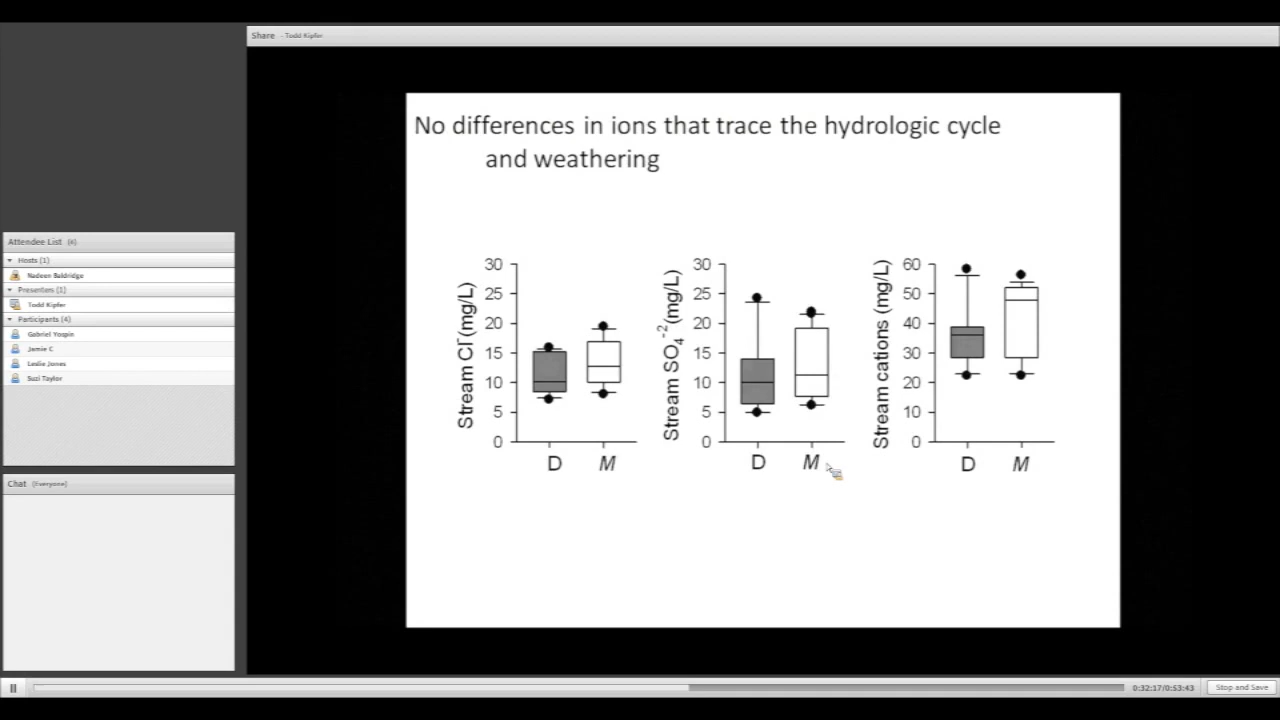 Share - Todd Kipfer
No differences in ions that trace the hydrologic cycle
and weathering
Attendee List (6)
Hosts (1)
Nadeen Baldridge
Presenters (1)
Todd Kipfer
Participants (4)
Gabriel Yospin
Jamie C
Leslie Jones
Suzi Taylor
Chat (Everyone)
Stream Cl⁻(mg/L)
30
25
20
15
10
5
0
D M
Stream SO₄⁻²(mg/L)
30
25
20
15
10
5
0
D M
Stream cations (mg/L)
60
50
40
30
20
10
0
D M
0:32:17/0:53:43
Stop and Save